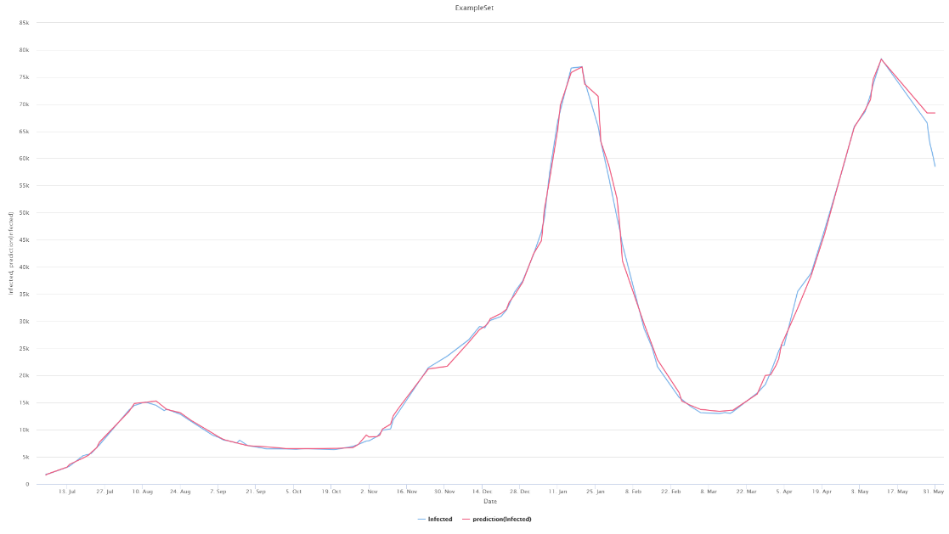 ExampleSet
85k
80k
75k
70k
65k
60k
55k
50k
45k
40k
35k
30k
25k
20k
15k
10k
5k
0
Infected, prediction(Infected)
13. Jul 27. Jul 10. Aug 24. Aug 7. Sep 21. Sep 5. Oct 19. Oct 2. Nov 16. Nov 30. Nov 14. Dec 28. Dec 11. Jan 25. Jan 8. Feb 22. Feb 8. Mar 22. Mar 5. Apr 19. Apr 3. May 17. May 31. May
Date
Infected prediction(Infected)